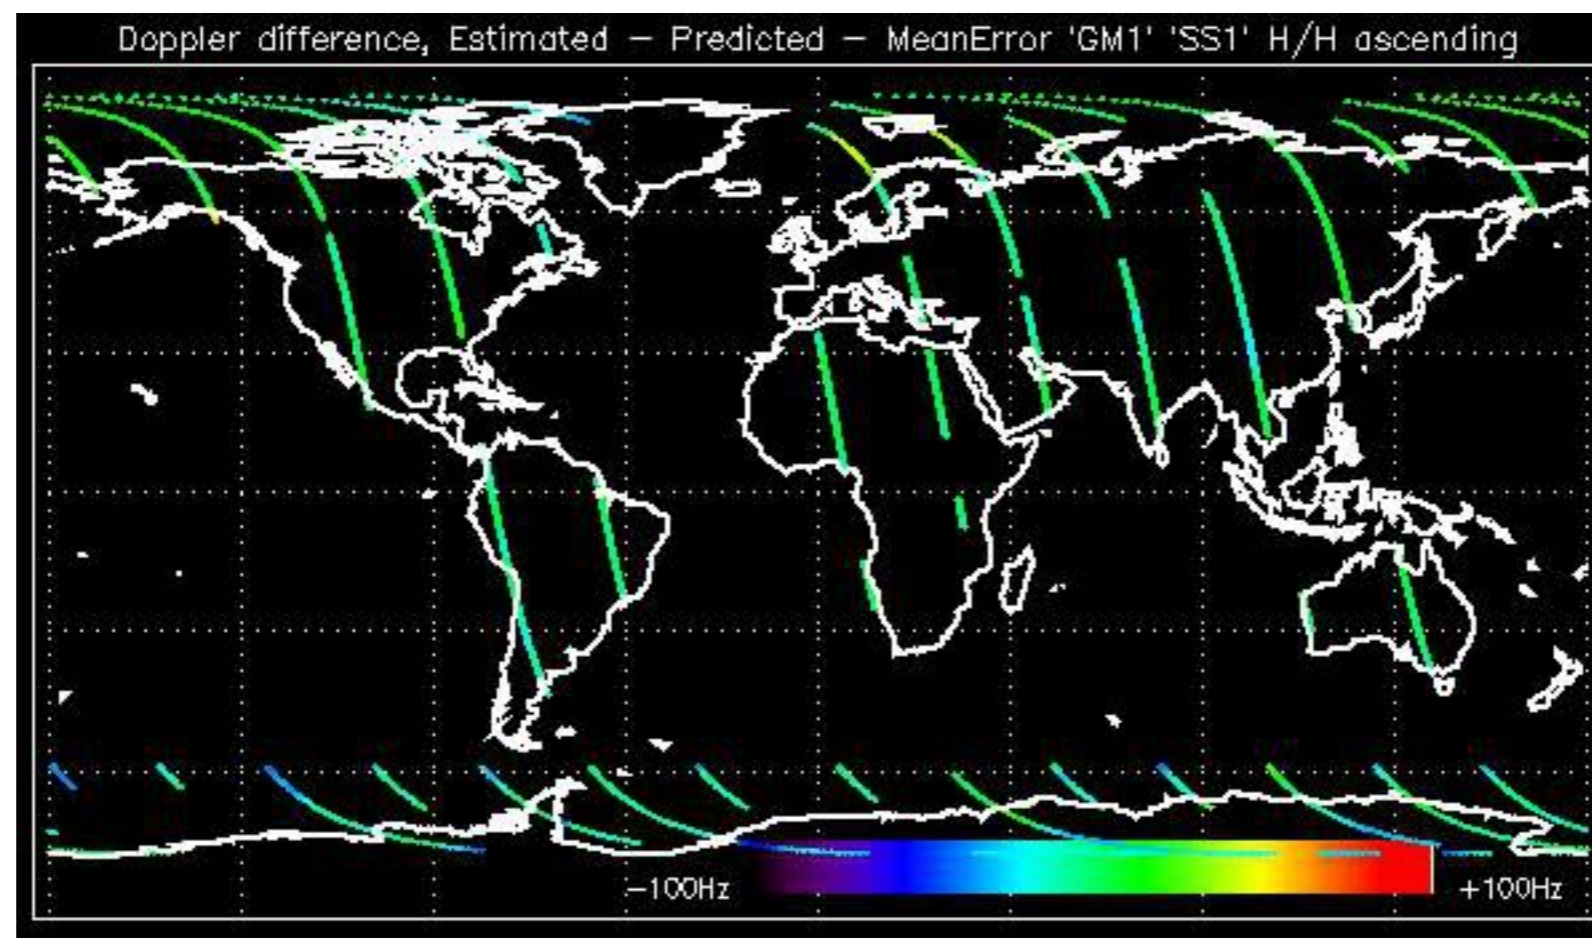 Doppler difference, Estimated – Predicted – MeanError 'GM1' 'SS1' H/H ascending
–100Hz
+100Hz